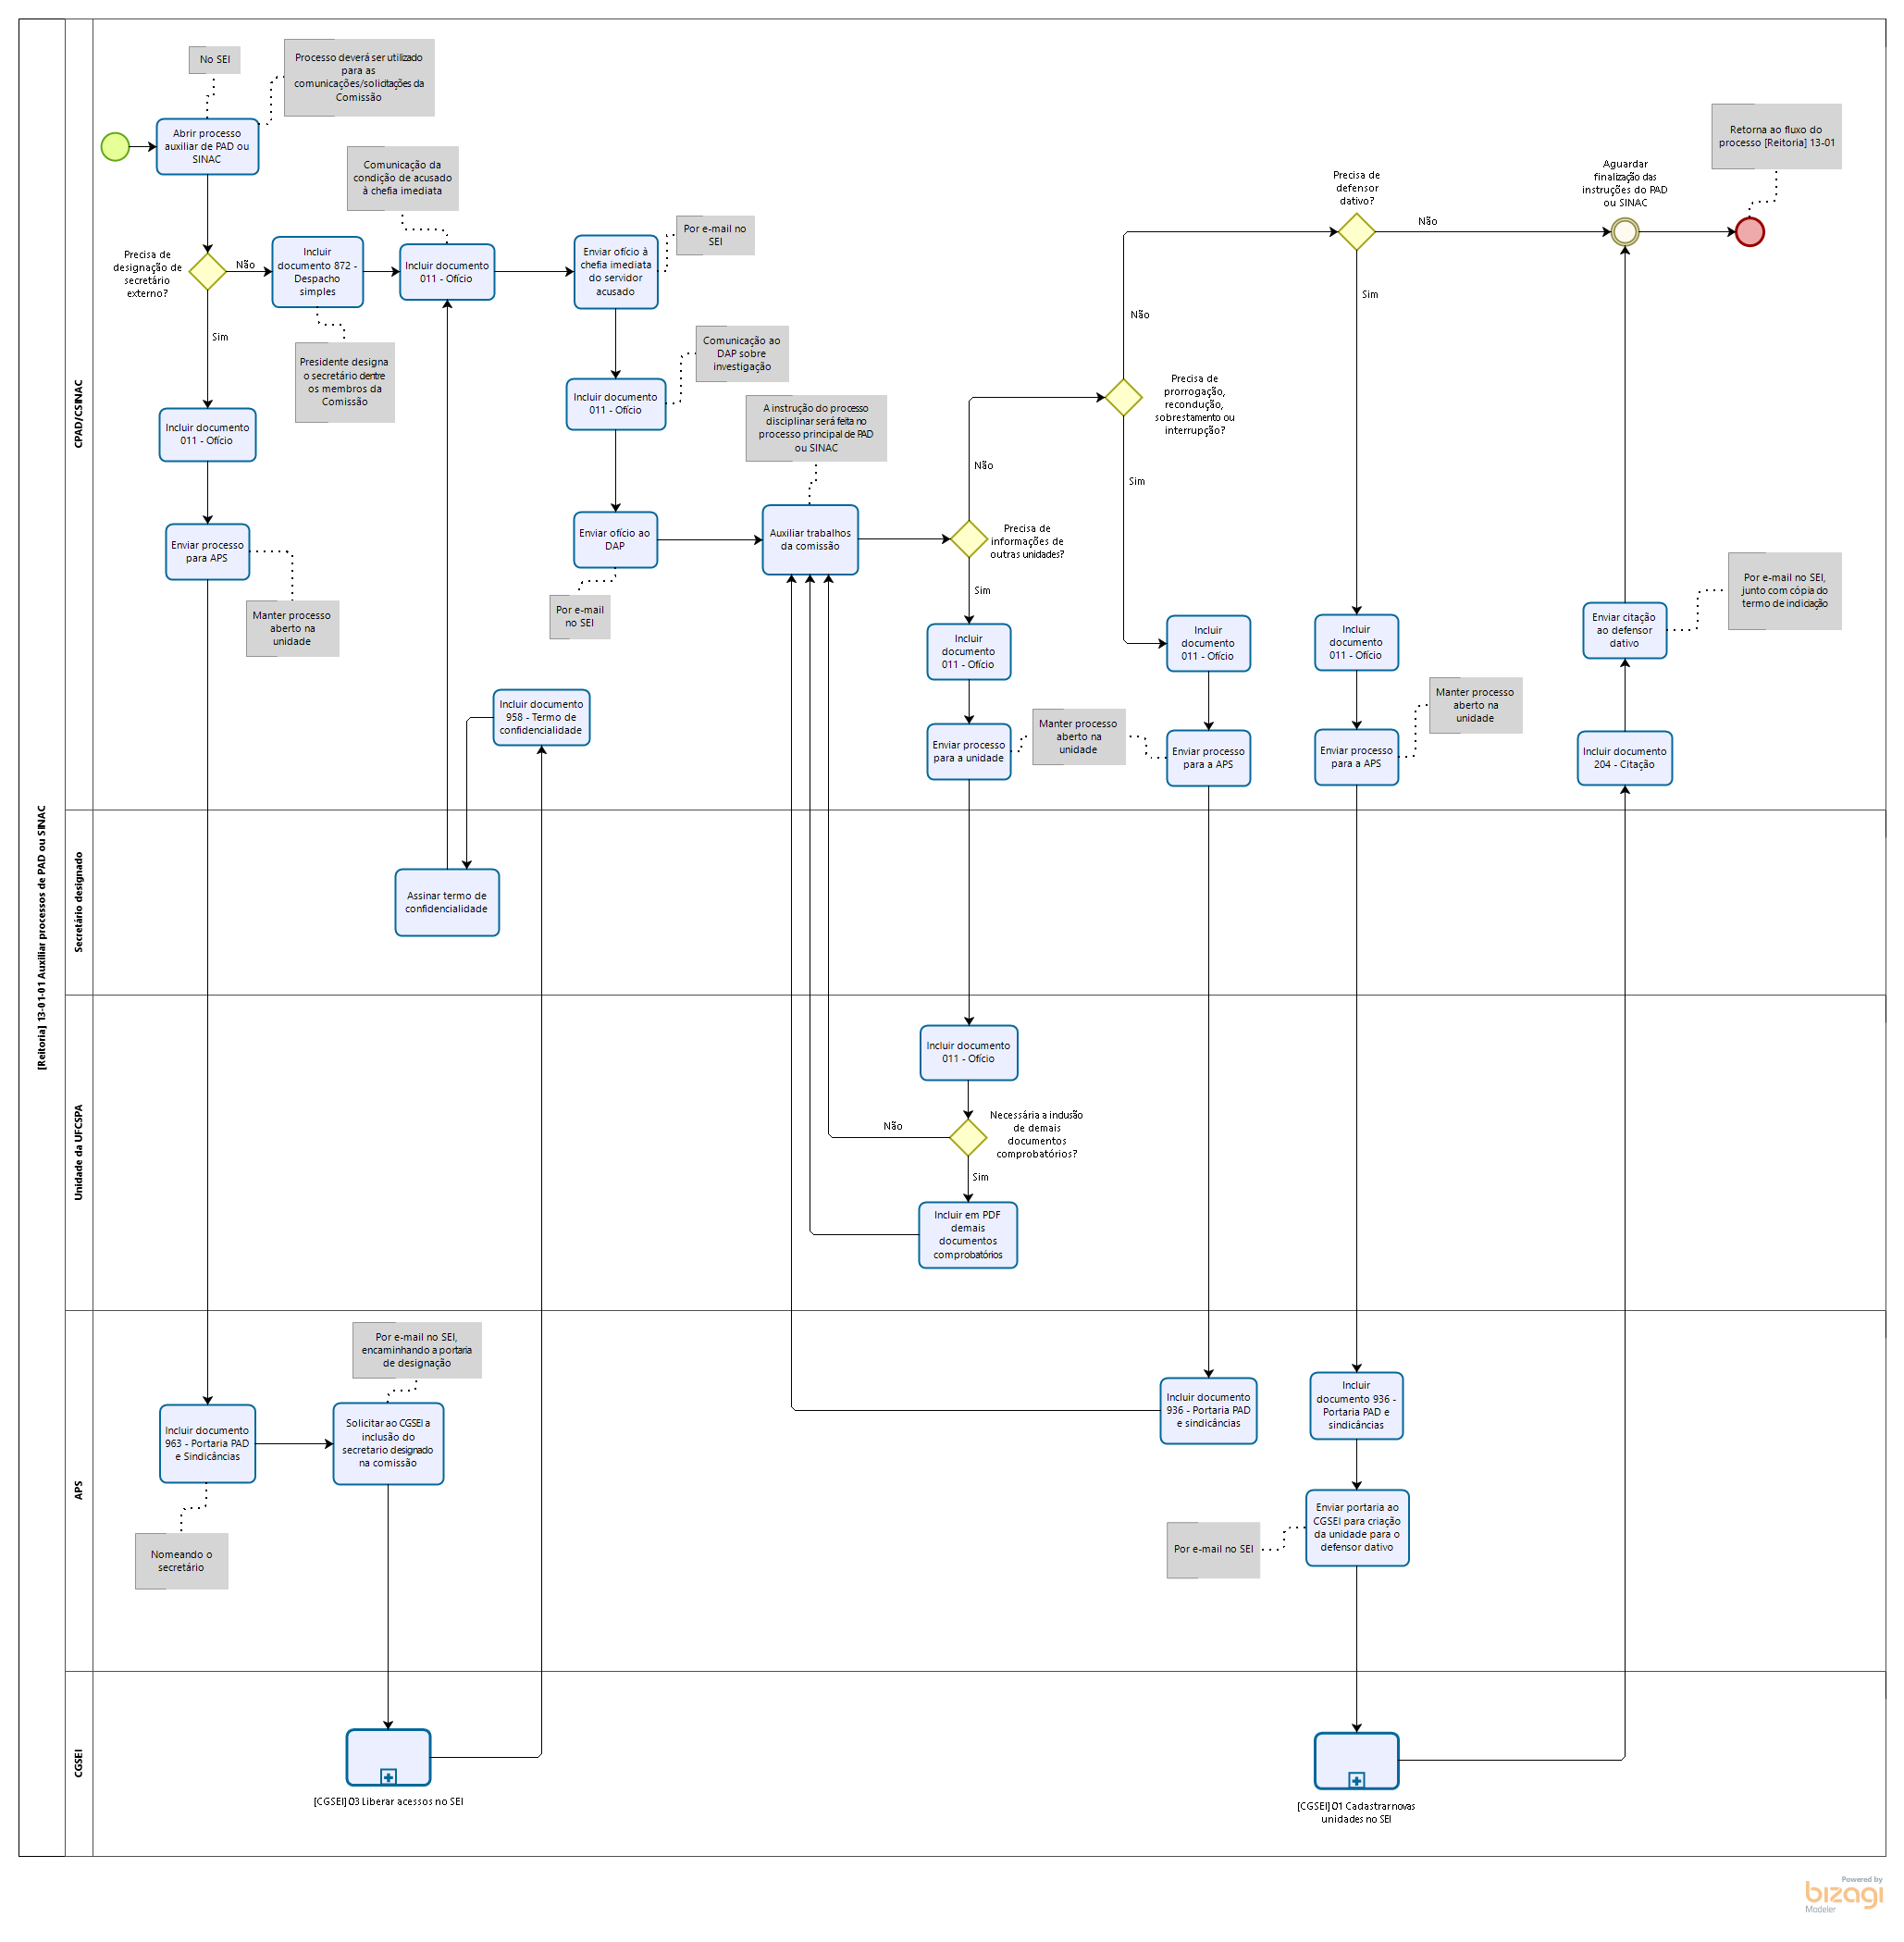 [Reitoria] 13-01-01 Auxiliar processos de PAD ou SINAC
CPAD/CSINAC
No SEI
Processo deverá ser utilizado
para as
comunicações/solicitações da
Comissão
Abrir processo
auxiliar de PAD ou
SINAC
Precisa de
designação de
secretário
externo?
Não
Sim
Incluir
documento 872 -
Despacho
simples
Presidente designa
o secretário dentre
os membros da
Comissão
Comunicação da
condição de acusado
à chefia imediata
Incluir documento
011 - Ofício
Enviar ofício à
chefia imediata
do servidor
acusado
Por e-mail no
SEI
Incluir documento
011 - Ofício
Comunicação ao
DAP sobre
investigação
Enviar ofício ao
DAP
Por e-mail
no SEI
Incluir documento
011 - Ofício
Enviar processo
para APS
Manter processo
aberto na
unidade
Incluir documento
958 - Termo de
confidencialidade
A instrução do processo
disciplinar será feita no
processo principal de PAD
ou SINAC
Auxiliar trabalhos
da comissão
Precisa de
informações de
outras unidades?
Não
Sim
Incluir
documento
011 - Ofício
Enviar processo
para a unidade
Manter processo
aberto na
unidade
Precisa de
prorrogação,
recondução,
sobrestamento ou
interrupção?
Não
Sim
Incluir
documento
011 - Ofício
Enviar processo
para a APS
Precisa de
defensor
dativo?
Não
Sim
Incluir
documento
011 - Ofício
Enviar processo
para a APS
Manter processo
aberto na
unidade
Aguardar
finalização das
instruções do PAD
ou SINAC
Retorna ao fluxo do
processo [Reitoria] 13-01
Enviar citação
ao defensor
dativo
Por e-mail no SEI,
junto com cópia do
termo de indiciação
Incluir documento
204 - Citação
Secretário designado
Assinar termo de
confidencialidade
Unidade da UFCSPA
Incluir documento
011 - Ofício
Necessária a inclusão
de demais
documentos
comprobatórios?
Não
Sim
Incluir em PDF
demais
documentos
comprobatórios
APS
Incluir documento
963 - Portaria PAD
e Sindicâncias
Nomeando o
secretário
Por e-mail no SEI,
encaminhando a portaria
de designação
Solicitar ao CGSEI a
inclusão do
secretario designado
na comissão
Incluir documento
936 - Portaria PAD
e sindicâncias
Incluir
documento 936 -
Portaria PAD e
sindicâncias
Enviar portaria ao
CGSEI para criação
da unidade para o
defensor dativo
Por e-mail no SEI
CGSEI
[CGSEI] 03 Liberar acessos no SEI
[CGSEI] 01 Cadastrar novas
unidades no SEI
Powered by
bizagi
Modeler